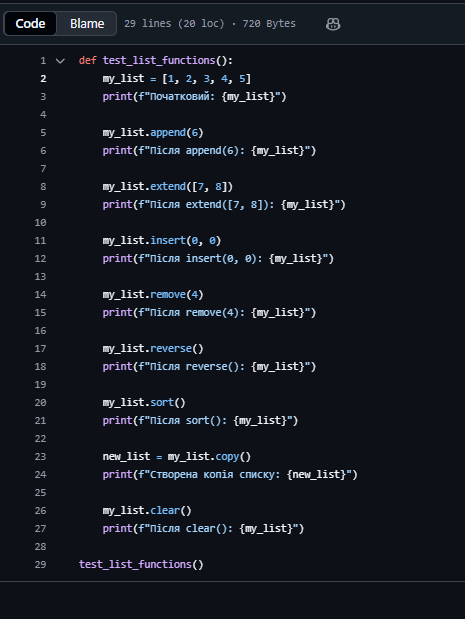 Code Blame 29 lines (20 loc) · 720 Bytes
1 def test_list_functions():
2     my_list = [1, 2, 3, 4, 5]
3     print(f"Початковий: {my_list}")
4
5     my_list.append(6)
6     print(f"Після append(6): {my_list}")
7
8     my_list.extend([7, 8])
9     print(f"Після extend([7, 8]): {my_list}")
10
11     my_list.insert(0, 0)
12     print(f"Після insert(0, 0): {my_list}")
13
14     my_list.remove(4)
15     print(f"Після remove(4): {my_list}")
16
17     my_list.reverse()
18     print(f"Після reverse(): {my_list}")
19
20     my_list.sort()
21     print(f"Після sort(): {my_list}")
22
23     new_list = my_list.copy()
24     print(f"Створена копія списку: {new_list}")
25
26     my_list.clear()
27     print(f"Після clear(): {my_list}")
28
29 test_list_functions()